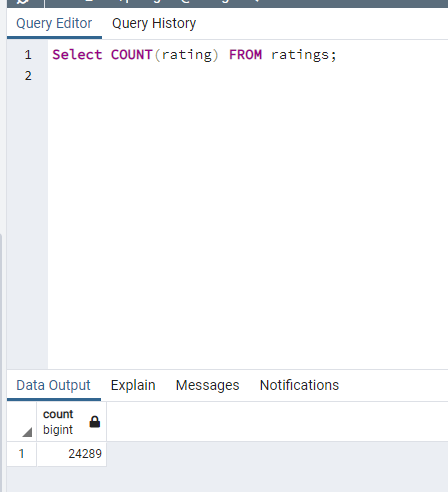 Query Editor Query History
1 Select COUNT(rating) FROM ratings;
2
Data Output Explain Messages Notifications
count
bigint
1 24289